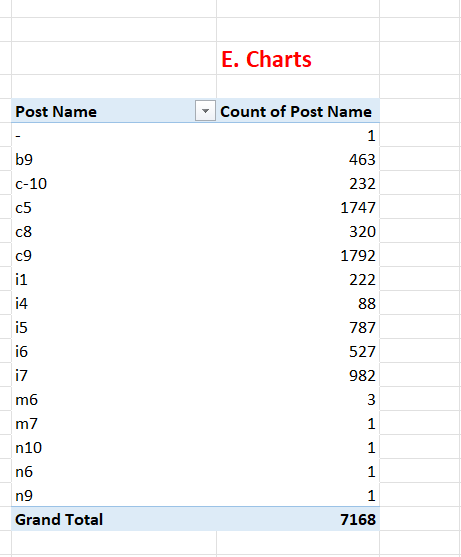 E. Charts
Post Name Count of Post Name
- 1
b9 463
c-10 232
c5 1747
c8 320
c9 1792
i1 222
i4 88
i5 787
i6 527
i7 982
m6 3
m7 1
n10 1
n6 1
n9 1
Grand Total 7168